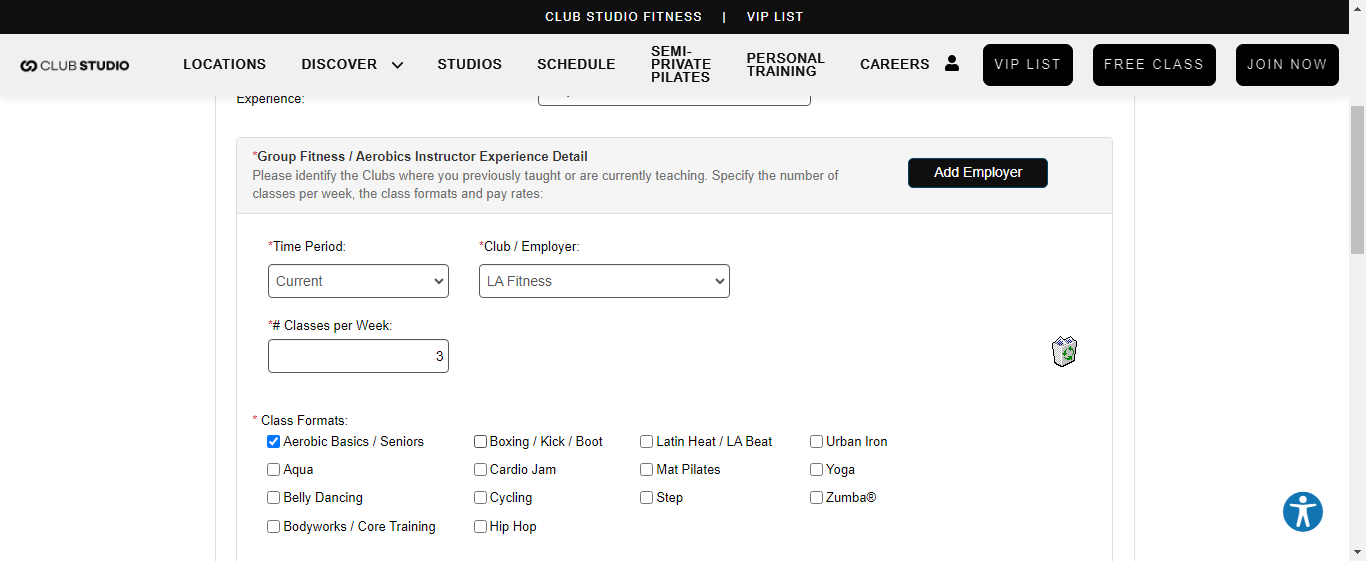 CLUB STUDIO FITNESS | VIP LIST
CLUB STUDIO
LOCATIONS
DISCOVER
STUDIOS
SCHEDULE
SEMI-
PRIVATE
PILATES
PERSONAL
TRAINING
CAREERS
VIP LIST
FREE CLASS
JOIN NOW
Experience:
*Group Fitness / Aerobics Instructor Experience Detail
Please identify the Clubs where you previously taught or are currently teaching. Specify the number of
classes per week, the class formats and pay rates:
Add Employer
*Time Period:
*Club / Employer:
Current
LA Fitness
*# Classes per Week:
3
* Class Formats:
Aerobic Basics / Seniors
Boxing / Kick / Boot
Latin Heat / LA Beat
Urban Iron
Aqua
Cardio Jam
Mat Pilates
Yoga
Belly Dancing
Cycling
Step
Zumba®
Bodyworks / Core Training
Hip Hop